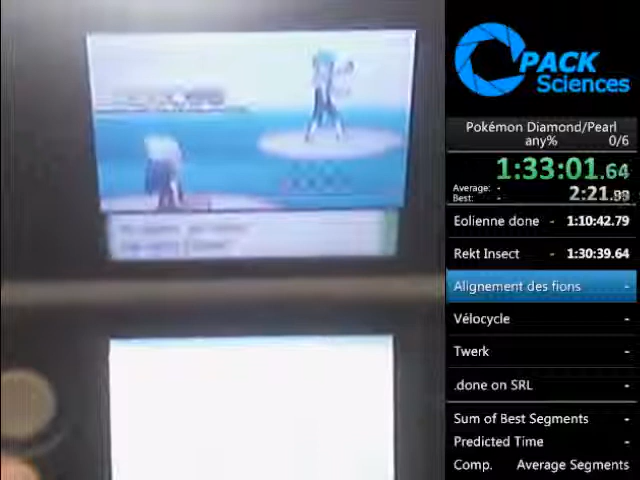 PACK
Sciences
Pokémon Diamond/Pearl
any% 0/6
1:33:01.64
Average: -
Best: -
2:21.99
Eolienne done - 1:10:42.79
Rekt Insect - 1:30:39.64
Alignement des fions -
Vélocycle -
Twerk -
.done on SRL -
Sum of Best Segments -
Predicted Time -
Comp. Average Segments